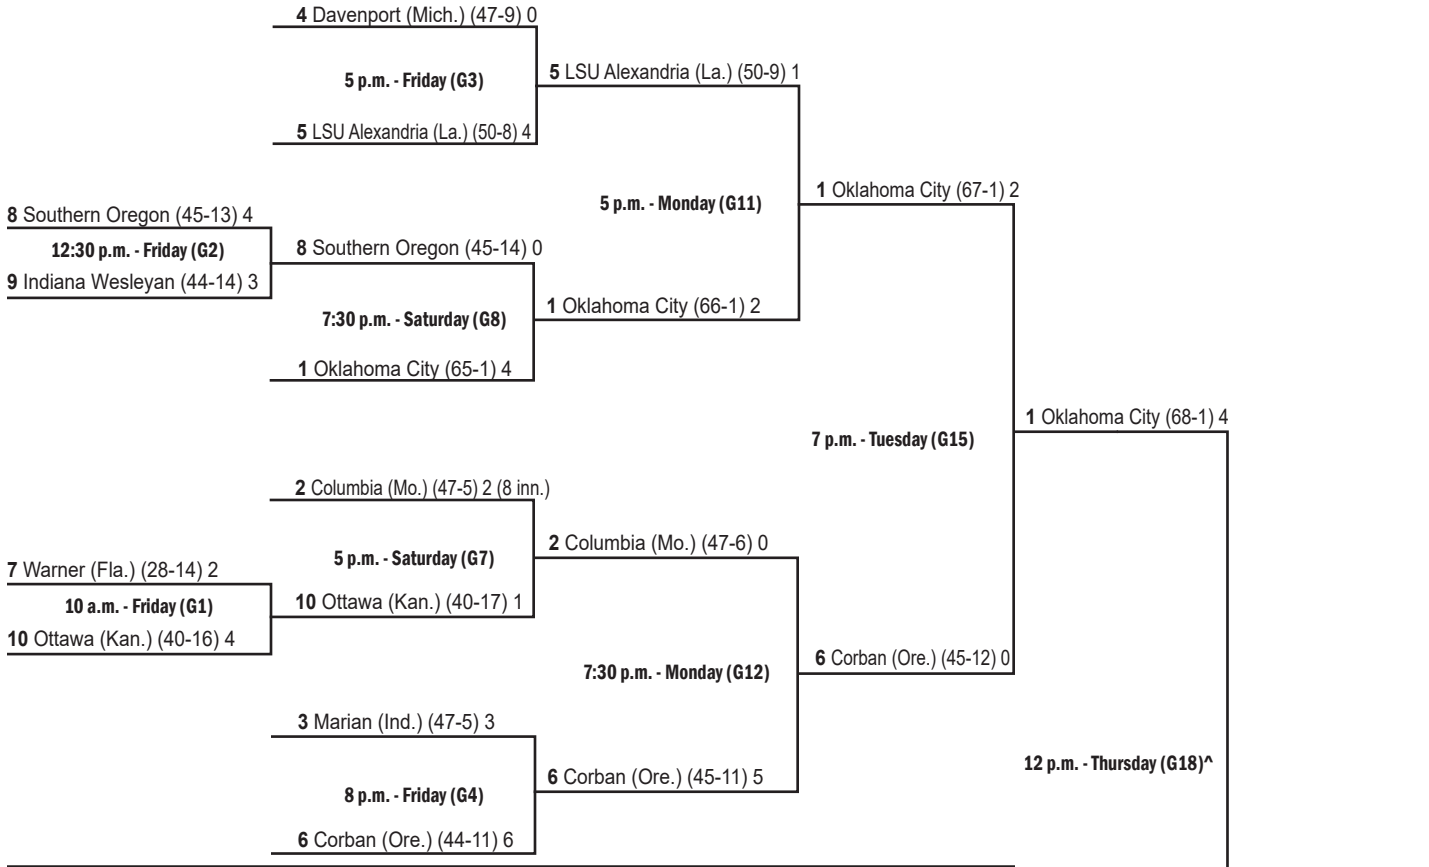 4 Davenport (Mich.) (47-9) 0
5 p.m. - Friday (G3)
5 LSU Alexandria (La.) (50-9) 1
5 LSU Alexandria (La.) (50-8) 4
5 p.m. - Monday (G11)
1 Oklahoma City (67-1) 2
8 Southern Oregon (45-13) 4
12:30 p.m. - Friday (G2)
8 Southern Oregon (45-14) 0
9 Indiana Wesleyan (44-14) 3
7:30 p.m. - Saturday (G8)
1 Oklahoma City (66-1) 2
1 Oklahoma City (65-1) 4
7 p.m. - Tuesday (G15)
1 Oklahoma City (68-1) 4
2 Columbia (Mo.) (47-5) 2 (8 inn.)
5 p.m. - Saturday (G7)
2 Columbia (Mo.) (47-6) 0
7 Warner (Fla.) (28-14) 2
10 a.m. - Friday (G1)
10 Ottawa (Kan.) (40-17) 1
10 Ottawa (Kan.) (40-16) 4
7:30 p.m. - Monday (G12)
6 Corban (Ore.) (45-12) 0
3 Marian (Ind.) (47-5) 3
8 p.m. - Friday (G4)
6 Corban (Ore.) (45-11) 5
12 p.m. - Thursday (G18)^
6 Corban (Ore.) (44-11) 6